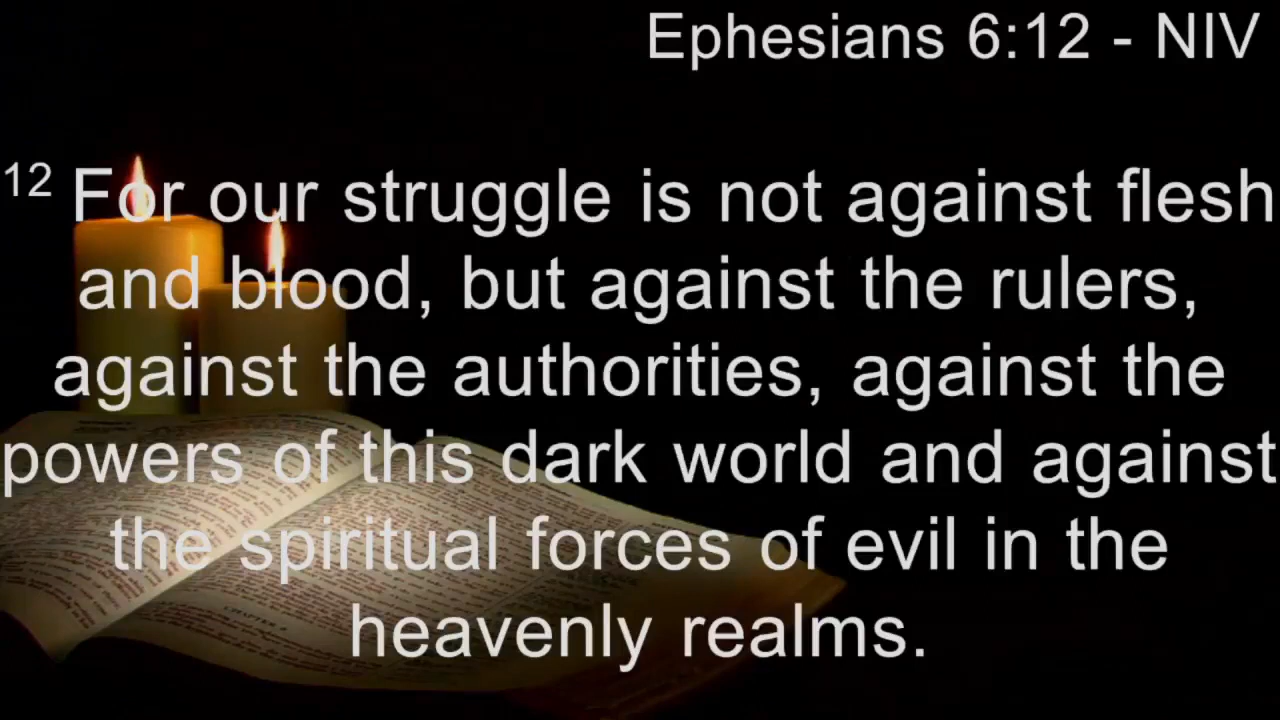 Ephesians 6:12 - NIV
12 For our struggle is not against flesh
and blood, but against the rulers,
against the authorities, against the
powers of this dark world and against
the spiritual forces of evil in the
heavenly realms.